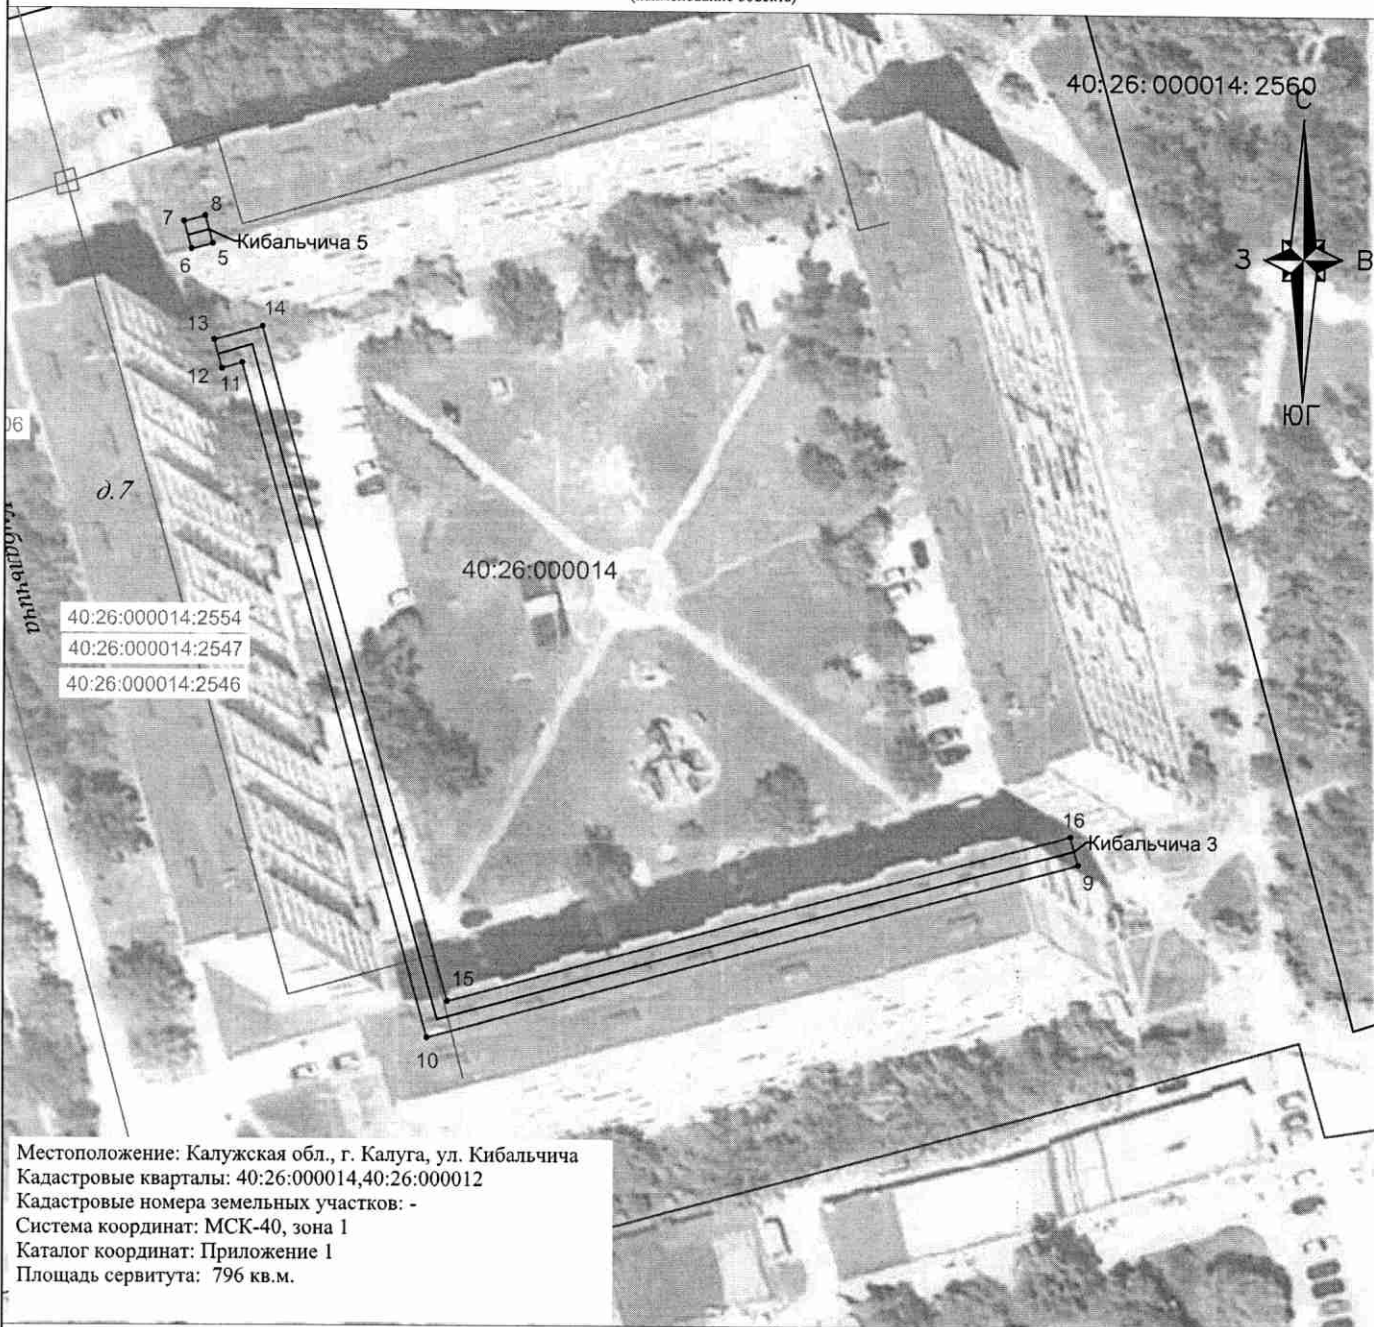 40:26:000014:2560
С
З
В
ЮГ
7
8
6
5
Кибальчича 5
13
14
12
11
06
д.7
40:26:000014
Кибальчича
40:26:000014:2554
40:26:000014:2547
40:26:000014:2546
16
Кибальчича 3
9
15
10
Местоположение: Калужская обл., г. Калуга, ул. Кибальчича
Кадастровые кварталы: 40:26:000014,40:26:000012
Кадастровые номера земельных участков: -
Система координат: МСК-40, зона 1
Каталог координат: Приложение 1
Площадь сервитута: 796 кв.м.